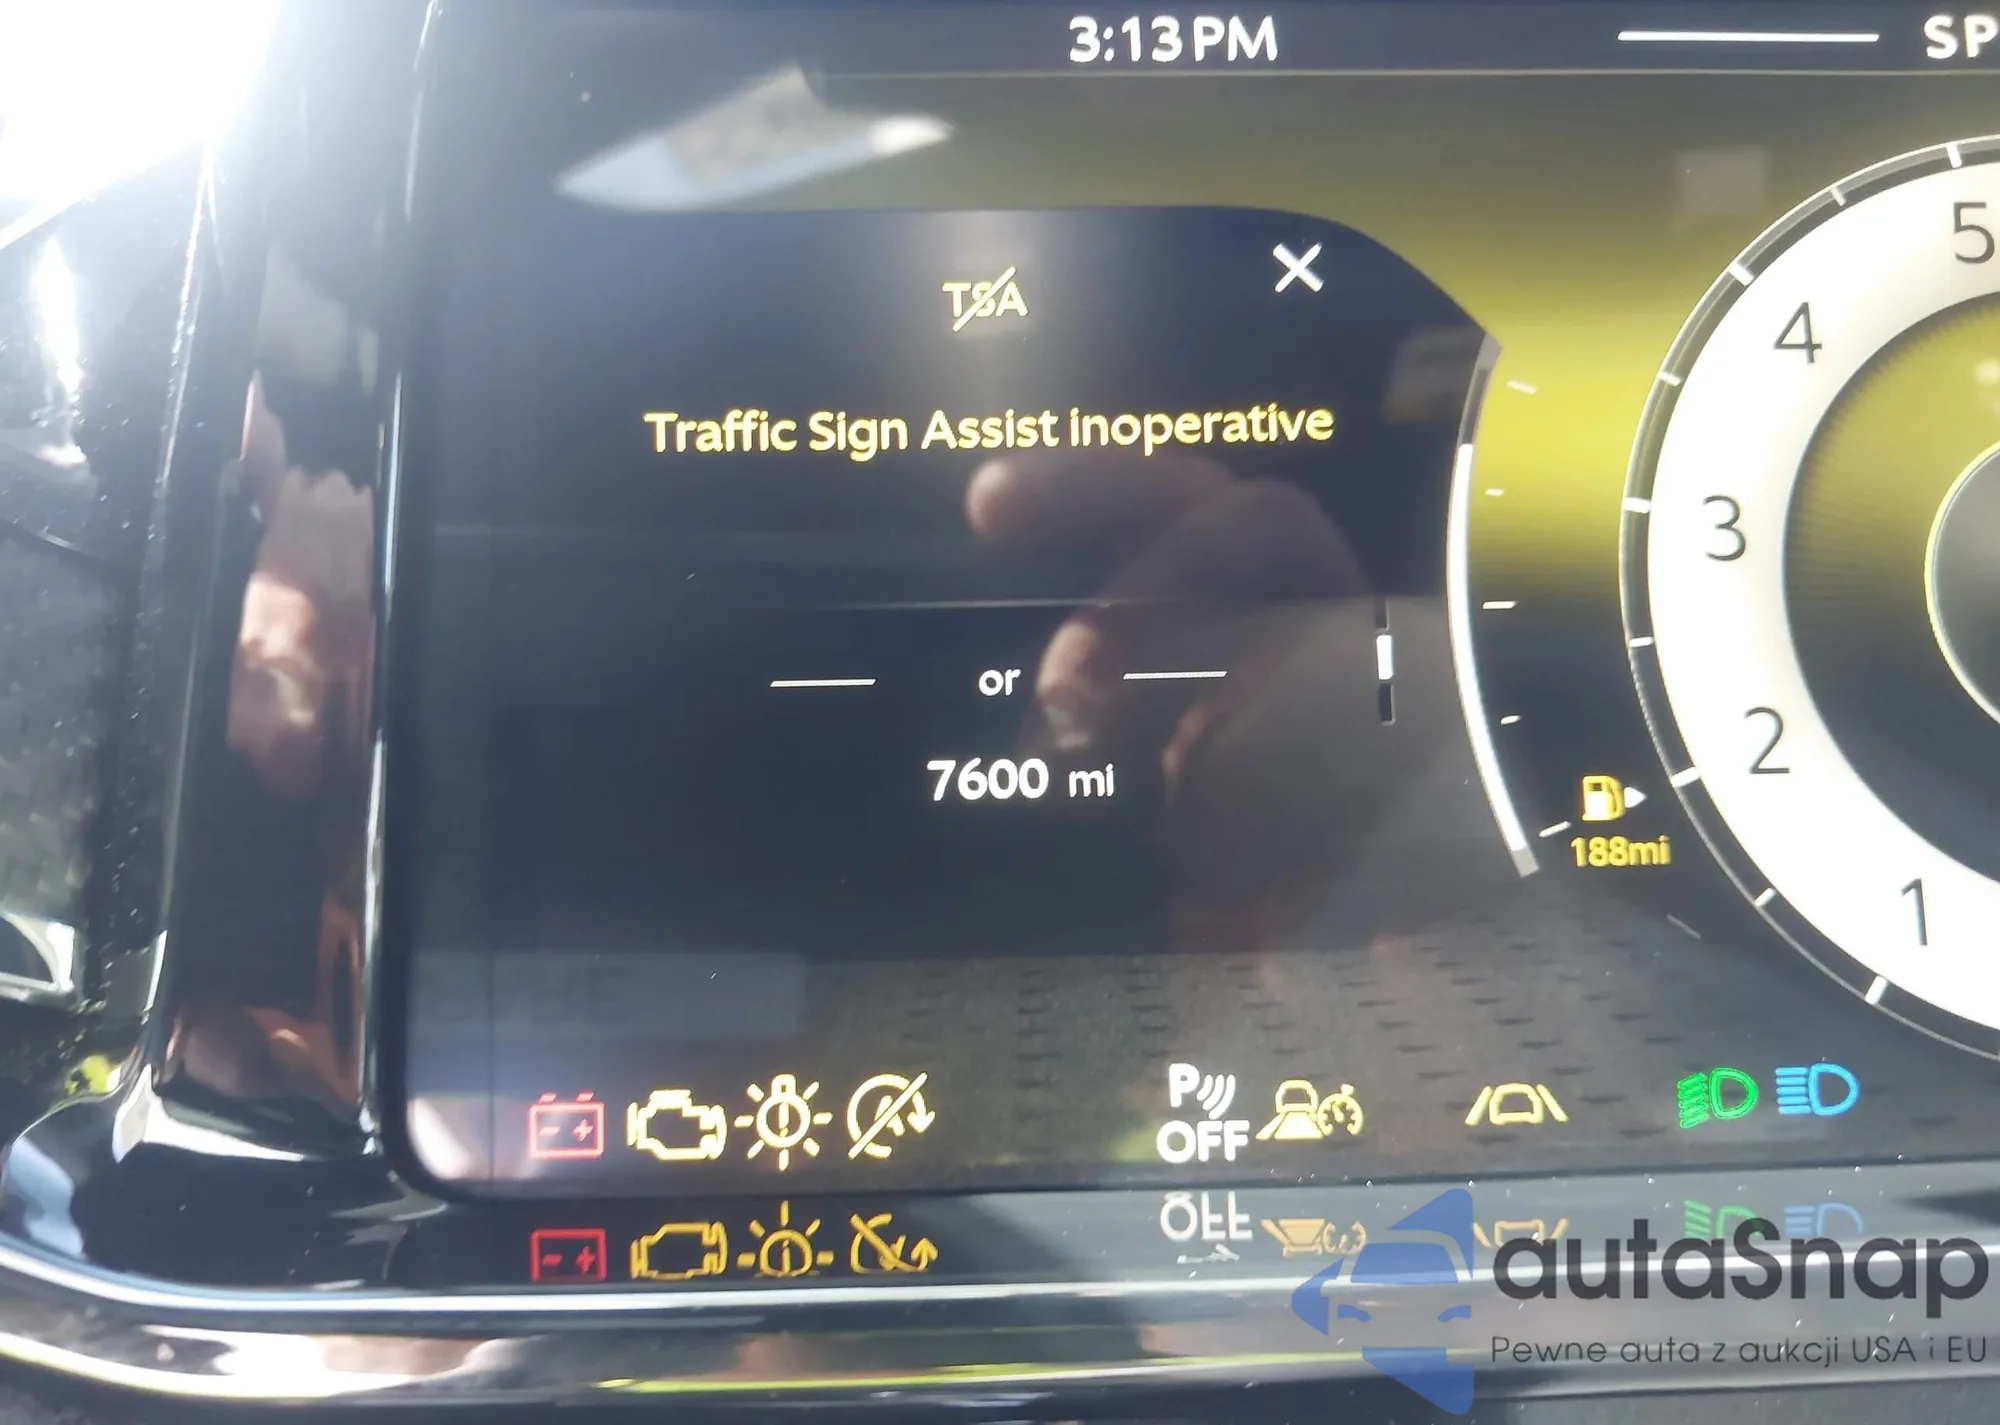 3:13 PM
SP
TSA
Traffic Sign Assist inoperative
or
7600 mi
5
4
3
2
1
188mi
P
OFF
autaSnap
Pewne auta z aukcji USA i EU